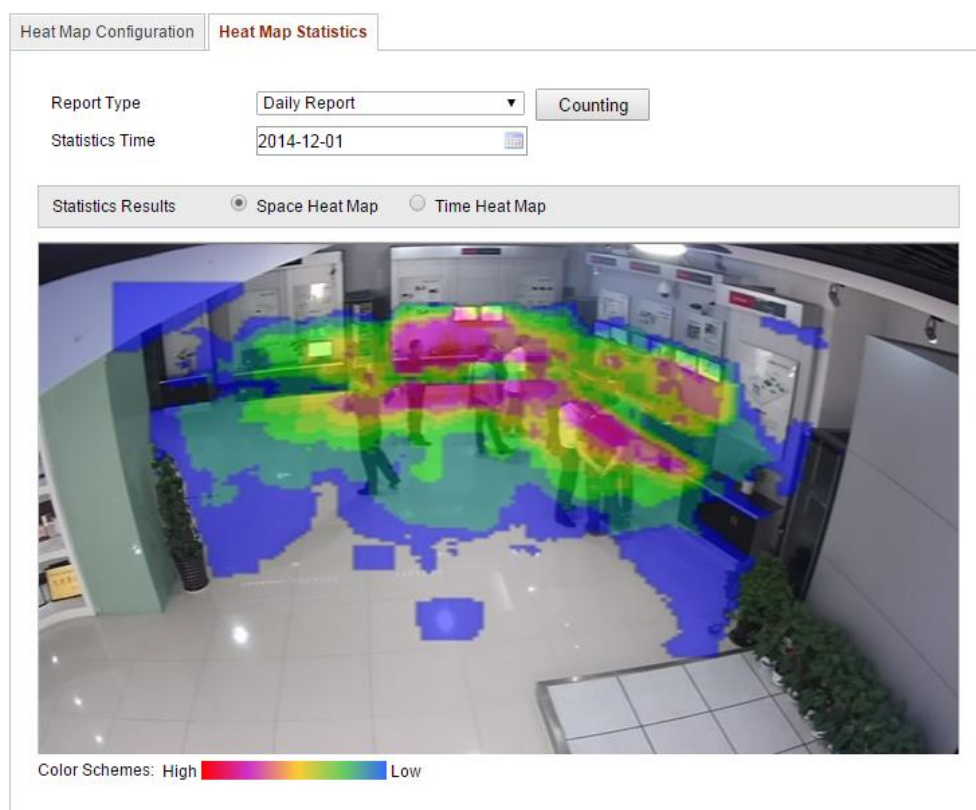 Heat Map Configuration Heat Map Statistics
Report Type Daily Report Counting
Statistics Time 2014-12-01
Statistics Results Space Heat Map Time Heat Map
Color Schemes: High Low